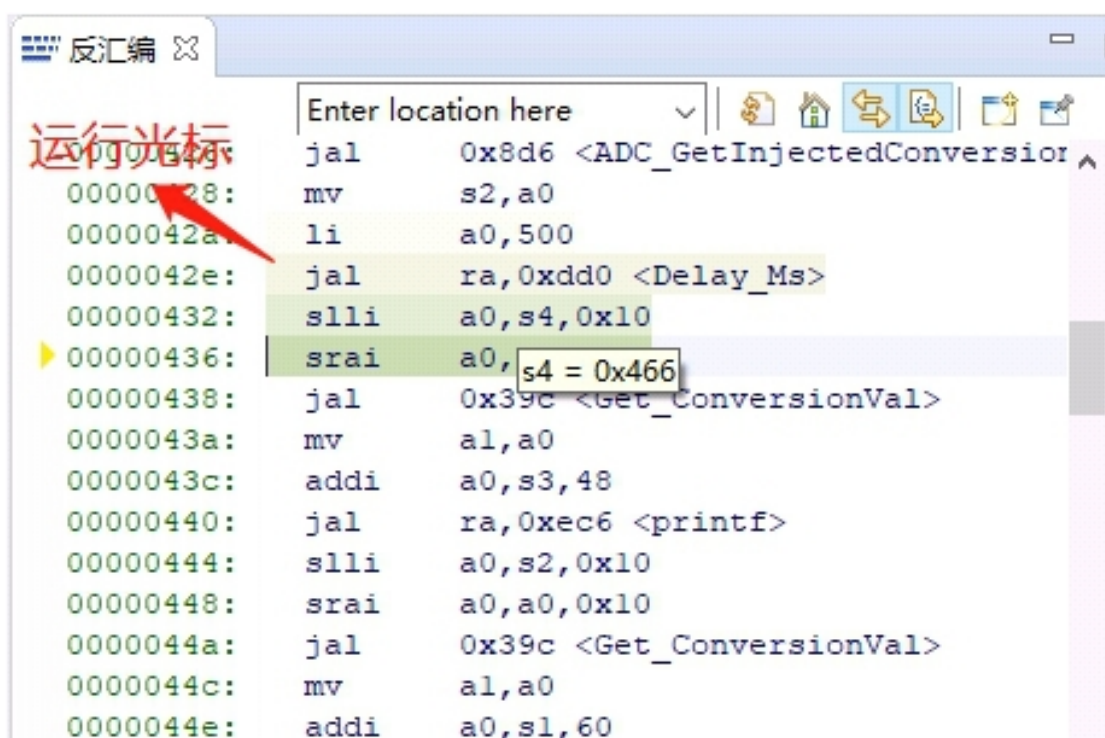 反汇编
Enter location here
运行光标
jal 0x8d6 <ADC_GetInjectedConversion
mv s2,a0
0000042a: li a0,500
0000042e: jal ra,0xdd0 <Delay_Ms>
00000432: slli a0,s4,0x10
00000436: srai a0,
s4 = 0x466
00000438: jal 0x39c <Get_ConversionVal>
0000043a: mv a1,a0
0000043c: addi a0,s3,48
00000440: jal ra,0xec6 <printf>
00000444: slli a0,s2,0x10
00000448: srai a0,a0,0x10
0000044a: jal 0x39c <Get_ConversionVal>
0000044c: mv a1,a0
0000044e: addi a0,s1,60